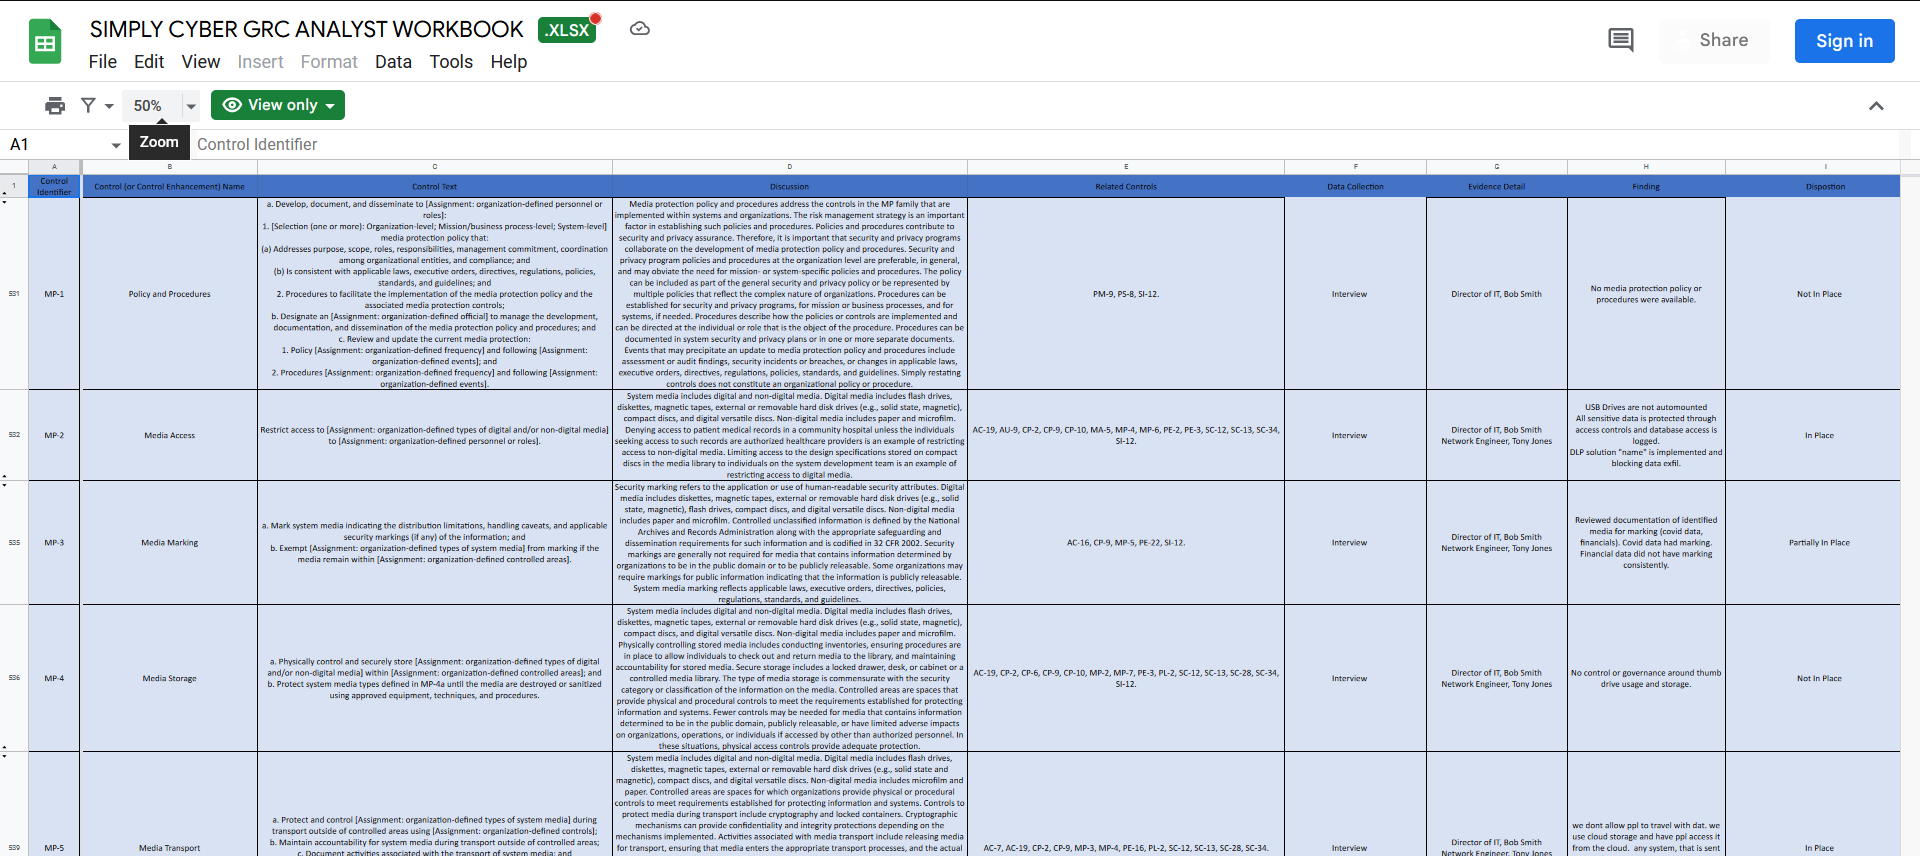 SIMPLY CYBER GRC ANALYST WORKBOOK .XLSX
File Edit View Insert Format Data Tools Help
Share
Sign in
50%
View only
Zoom
A1
Control Identifier
A B C D E F G H I
1
Control
Identifier
Control (or Control Enhancement) Name
Control Text
Discussion
Related Controls
Data Collection
Evidence Detail
Finding
Dispostion
531
MP-1
Policy and Procedures
a. Develop, document, and disseminate to [Assignment: organization-defined personnel or
roles]:
1. [Selection (one or more): Organization-level; Mission/business process-level; System-level]
media protection policy that:
(a) Addresses purpose, scope, roles, responsibilities, management commitment, coordination
among organizational entities, and compliance; and
(b) Is consistent with applicable laws, executive orders, directives, regulations, policies,
standards, and guidelines; and
2. Procedures to facilitate the implementation of the media protection policy and the
associated media protection controls;
b. Designate an [Assignment: organization-defined official] to manage the development,
documentation, and dissemination of the media protection policy and procedures; and
c. Review and update the current media protection:
1. Policy [Assignment: organization-defined frequency] and following [Assignment:
organization-defined events]; and
2. Procedures [Assignment: organization-defined frequency] and following [Assignment:
organization-defined events].
Media protection policy and procedures address the controls in the MP family that are
implemented within systems and organizations. The risk management strategy is an important
factor in establishing such policies and procedures. Policies and procedures contribute to
security and privacy assurance. Therefore, it is important that security and privacy programs
collaborate on the development of media protection policy and procedures. Security and
privacy program policies and procedures at the organization level are preferable, in general,
and may obviate the need for mission- or system-specific policies and procedures. The policy
can be included as part of the general security and privacy policy or be represented by
multiple policies that reflect the complex nature of organizations. Procedures can be
established for security and privacy programs, for mission or business processes, and for
systems, if needed. Procedures describe how the policies or controls are implemented and
can be directed at the individual or role that is the object of the procedure. Procedures can be
documented in system security and privacy plans or in one or more separate documents.
Events that may precipitate an update to media protection policy and procedures include
assessment or audit findings, security incidents or breaches, or changes in applicable laws,
executive orders, directives, regulations, policies, standards, and guidelines. Simply restating
controls does not constitute an organizational policy or procedure.
PM-9, PS-8, SI-12.
Interview
Director of IT, Bob Smith
No media protection policy or
procedures were available.
Not In Place
532
MP-2
Media Access
Restrict access to [Assignment: organization-defined types of digital and/or non-digital media]
to [Assignment: organization-defined personnel or roles].
System media includes digital and non-digital media. Digital media includes flash drives,
diskettes, magnetic tapes, external or removable hard disk drives (e.g., solid state, magnetic),
compact discs, and digital versatile discs. Non-digital media includes paper and microfilm.
Denying access to patient medical records in a community hospital unless the individuals
seeking access to such records are authorized healthcare providers is an example of restricting
access to non-digital media. Limiting access to the design specifications stored on compact
discs in the media library to individuals on the system development team is an example of
restricting access to digital media.
AC-19, AU-9, CP-2, CP-9, CP-10, MA-5, MP-4, MP-6, PE-2, PE-3, SC-12, SC-13, SC-34,
SI-12.
Interview
Director of IT, Bob Smith
Network Engineer, Tony Jones
USB Drives are not automounted
All sensitive data is protected through
access controls and database access is
logged.
DLP solution "name" is implemented and
blocking data exfil.
In Place
535
MP-3
Media Marking
a. Mark system media indicating the distribution limitations, handling caveats, and applicable
security markings (if any) of the information; and
b. Exempt [Assignment: organization-defined types of system media] from marking if the
media remain within [Assignment: organization-defined controlled areas].
Security marking refers to the application or use of human-readable security attributes. Digital
media includes diskettes, magnetic tapes, external or removable hard disk drives (e.g., solid
state, magnetic), flash drives, compact discs, and digital versatile discs. Non-digital media
includes paper and microfilm. Controlled unclassified information is defined by the National
Archives and Records Administration along with the appropriate safeguarding and
dissemination requirements for such information and is codified in 32 CFR 2002. Security
markings are generally not required for media that contains information determined by
organizations to be in the public domain or to be publicly releasable. Some organizations may
require markings for public information indicating that the information is publicly releasable.
System media marking reflects applicable laws, executive orders, directives, policies,
regulations, standards, and guidelines.
AC-16, CP-9, MP-5, PE-22, SI-12.
Interview
Director of IT, Bob Smith
Network Engineer, Tony Jones
Reviewed documentation of identified
media for marking (covid data,
financials). Covid data had marking.
Financial data did not have marking
consistently.
Partially In Place
536
MP-4
Media Storage
a. Physically control and securely store [Assignment: organization-defined types of digital
and/or non-digital media] within [Assignment: organization-defined controlled areas]; and
b. Protect system media types defined in MP-4a until the media are destroyed or sanitized
using approved equipment, techniques, and procedures.
System media includes digital and non-digital media. Digital media includes flash drives,
diskettes, magnetic tapes, external or removable hard disk drives (e.g., solid state, magnetic),
compact discs, and digital versatile discs. Non-digital media includes paper and microfilm.
Physically controlling stored media includes conducting inventories, ensuring procedures are
in place to allow individuals to check out and return media to the library, and maintaining
accountability for stored media. Secure storage includes a locked drawer, desk, or cabinet or a
controlled media library. The type of media storage is commensurate with the security
category or classification of the information on the media. Controlled areas are spaces that
provide physical and procedural controls to meet the requirements established for protecting
information and systems. Fewer controls may be needed for media that contains information
determined to be in the public domain, publicly releasable, or have limited adverse impacts
on organizations, operations, or individuals if accessed by other than authorized personnel. In
these situations, physical access controls provide adequate protection.
AC-19, CP-2, CP-6, CP-9, CP-10, MP-2, MP-7, PE-3, PL-2, SC-12, SC-13, SC-28, SC-34,
SI-12.
Interview
Director of IT, Bob Smith
Network Engineer, Tony Jones
No control or governance around thumb
drive usage and storage.
Not In Place
539
MP-5
Media Transport
a. Protect and control [Assignment: organization-defined types of system media] during
transport outside of controlled areas using [Assignment: organization-defined controls];
b. Maintain accountability for system media during transport outside of controlled areas;
c. Document activities associated with the transport of system media; and
System media includes digital and non-digital media. Digital media includes flash drives,
diskettes, magnetic tapes, external or removable hard disk drives (e.g., solid state and
magnetic), compact discs, and digital versatile discs. Non-digital media includes microfilm and
paper. Controlled areas are spaces for which organizations provide physical or procedural
controls to meet requirements established for protecting information and systems. Controls to
protect media during transport include cryptography and locked containers. Cryptographic
mechanisms can provide confidentiality and integrity protections depending on the
mechanisms implemented. Activities associated with media transport include releasing media
for transport, ensuring that media enters the appropriate transport processes, and the actual
AC-7, AC-19, CP-2, CP-9, MP-3, MP-4, PE-16, PL-2, SC-12, SC-13, SC-28, SC-34.
Interview
Director of IT, Bob Smith
Network Engineer, Tony Jones
we dont allow ppl to travel with dat. we
use cloud storage and have ppl access it
from the cloud. any system, that is sent
In Place